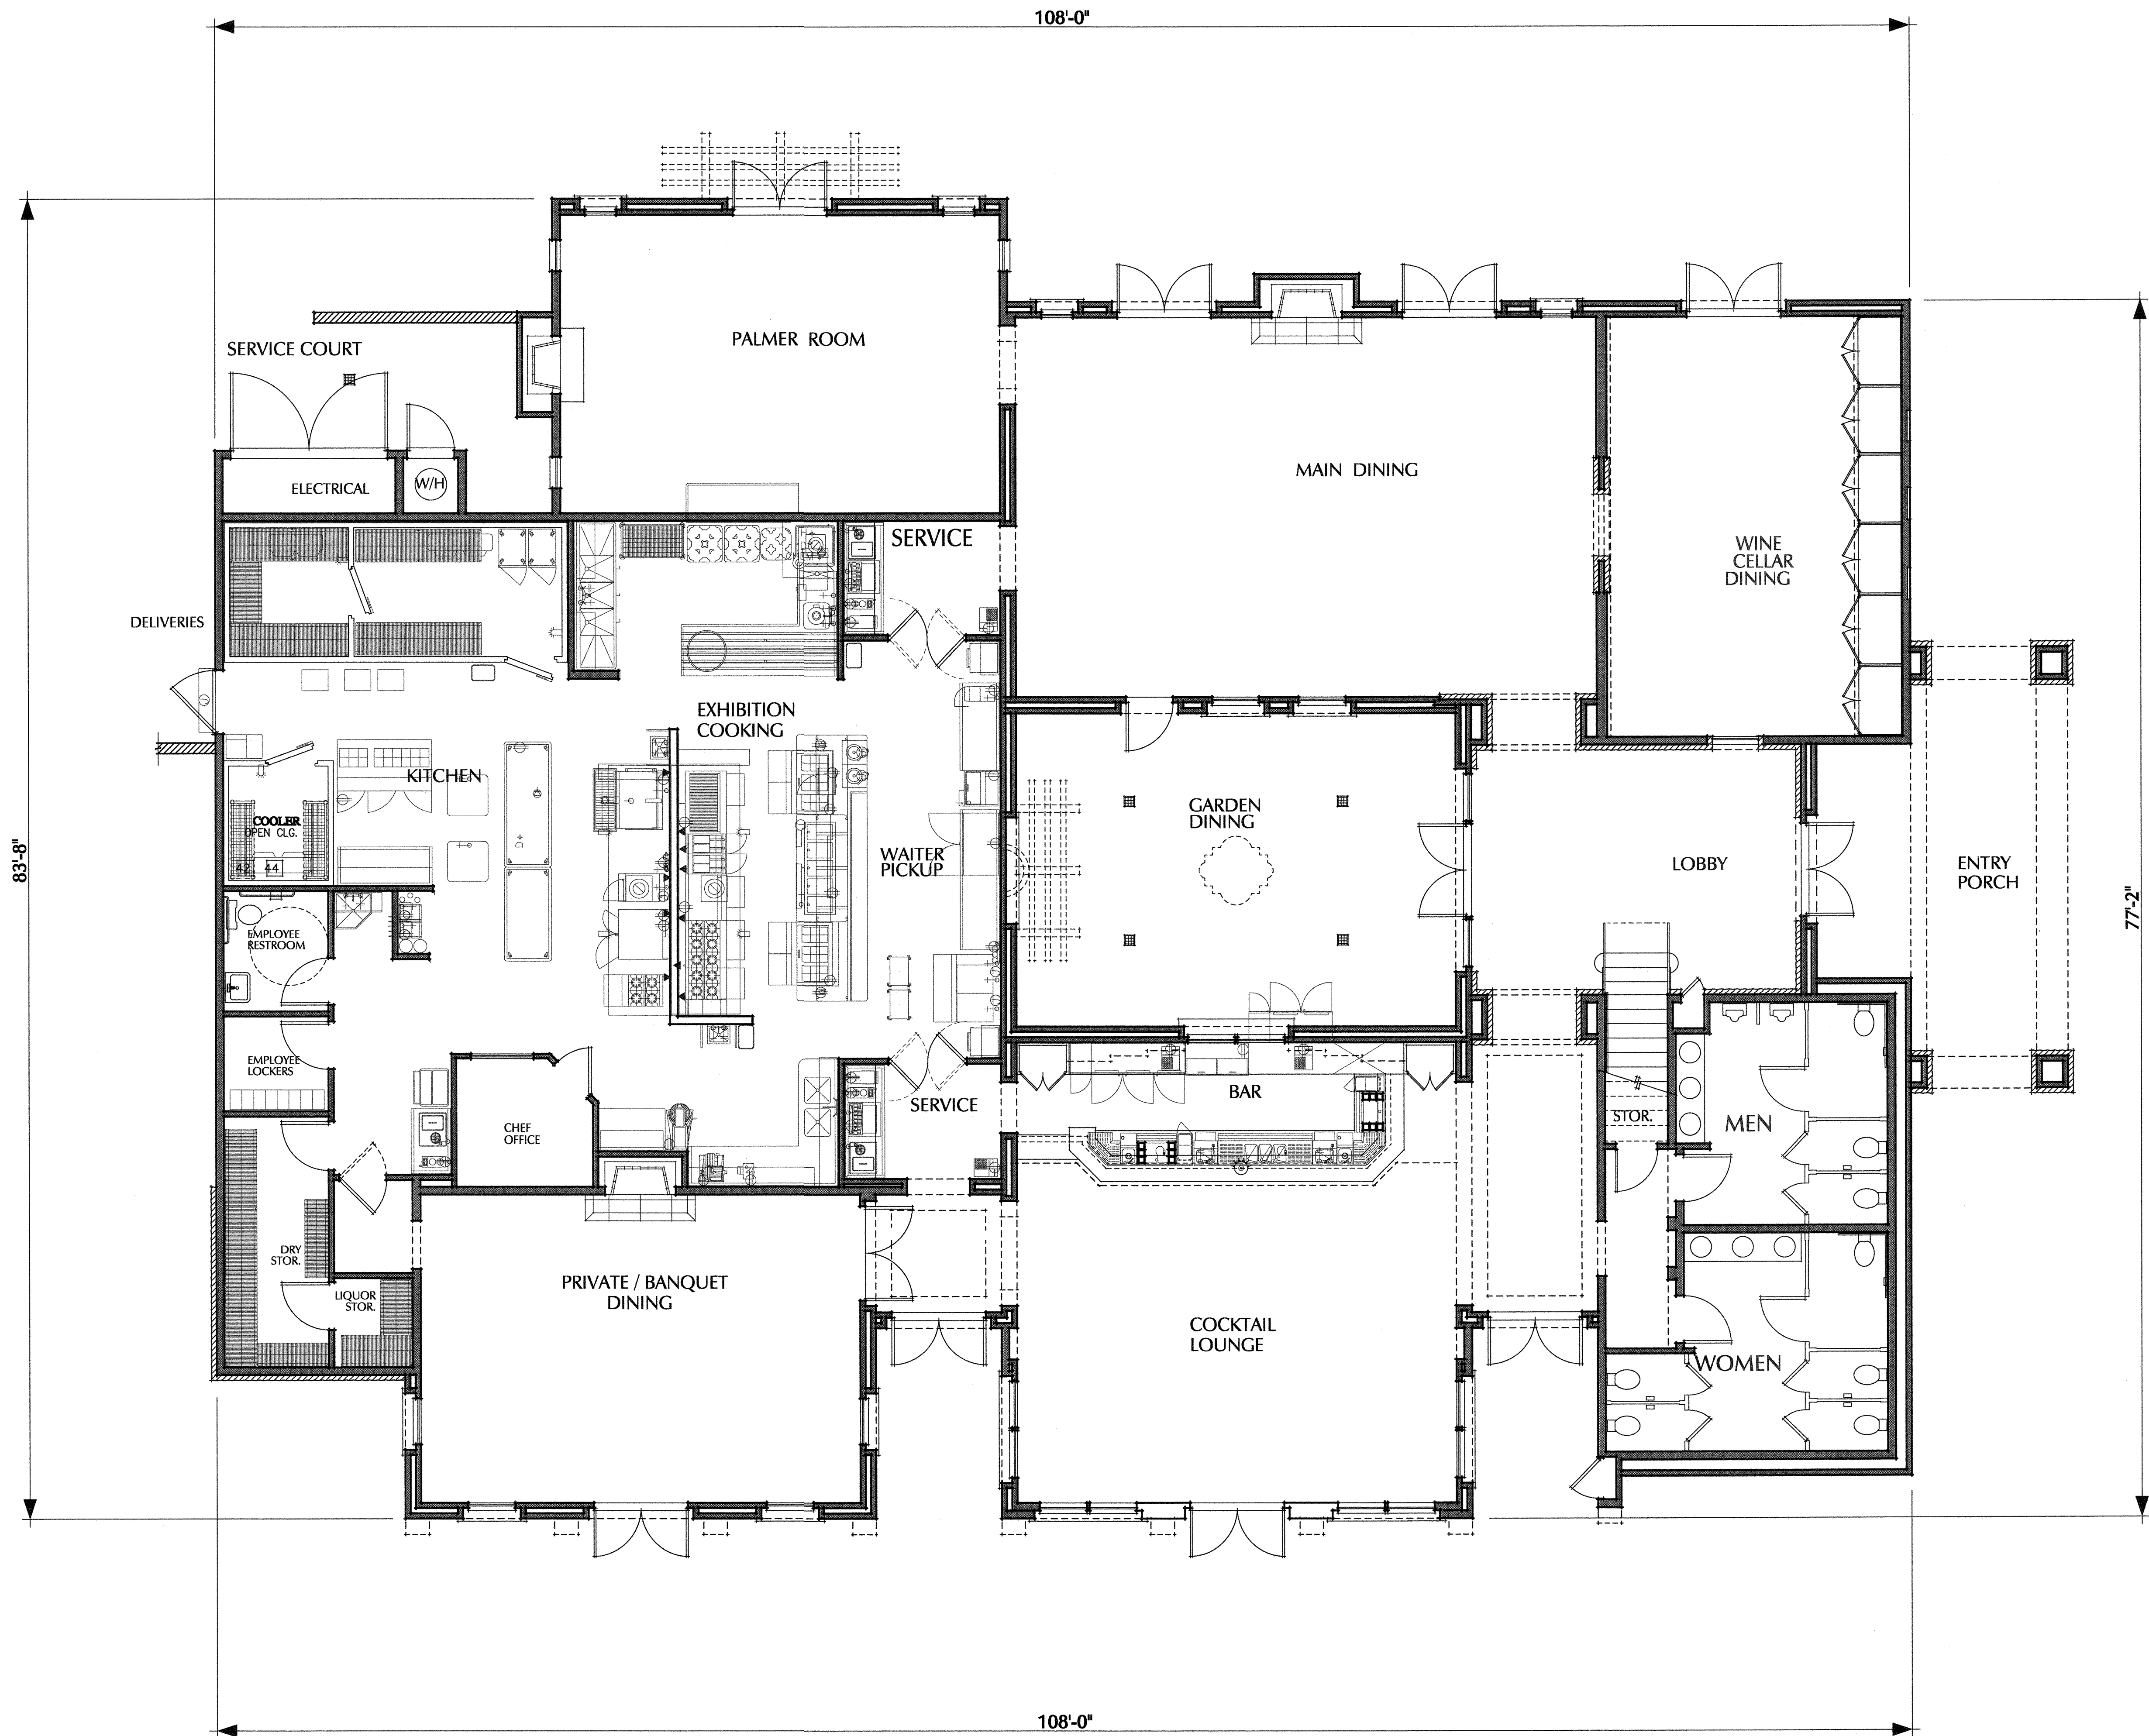 108'-0"
PALMER ROOM
SERVICE COURT
MAIN DINING
ELECTRICAL
W/H
SERVICE
WINE
CELLAR
DINING
DELIVERIES
EXHIBITION
COOKING
KITCHEN
GARDEN
DINING
COOLER
OPEN CLG.
42 44
WAITER
PICKUP
LOBBY
ENTRY
PORCH
83'-8"
77'-2"
EMPLOYEE
RESTROOM
EMPLOYEE
LOCKERS
BAR
SERVICE
STOR.
MEN
CHEF
OFFICE
DRY
STOR.
LIQUOR
STOR.
PRIVATE / BANQUET
DINING
COCKTAIL
LOUNGE
WOMEN
108'-0"